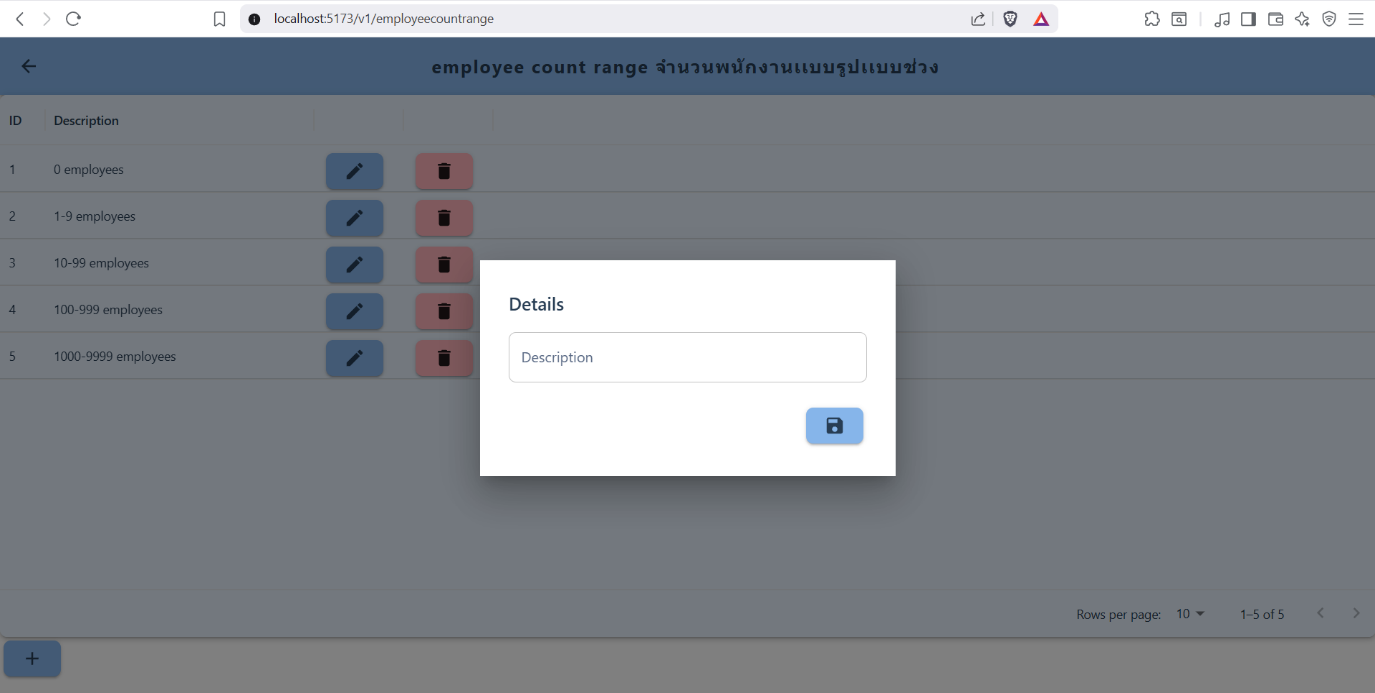 localhost:5173/v1/employeecountrange
employee count range จำนวนพนักงานแบบรูปแบบช่วง
ID Description
1 0 employees
2 1-9 employees
3 10-99 employees
4 100-999 employees
5 1000-9999 employees
Details
Description
Rows per page: 10 1–5 of 5